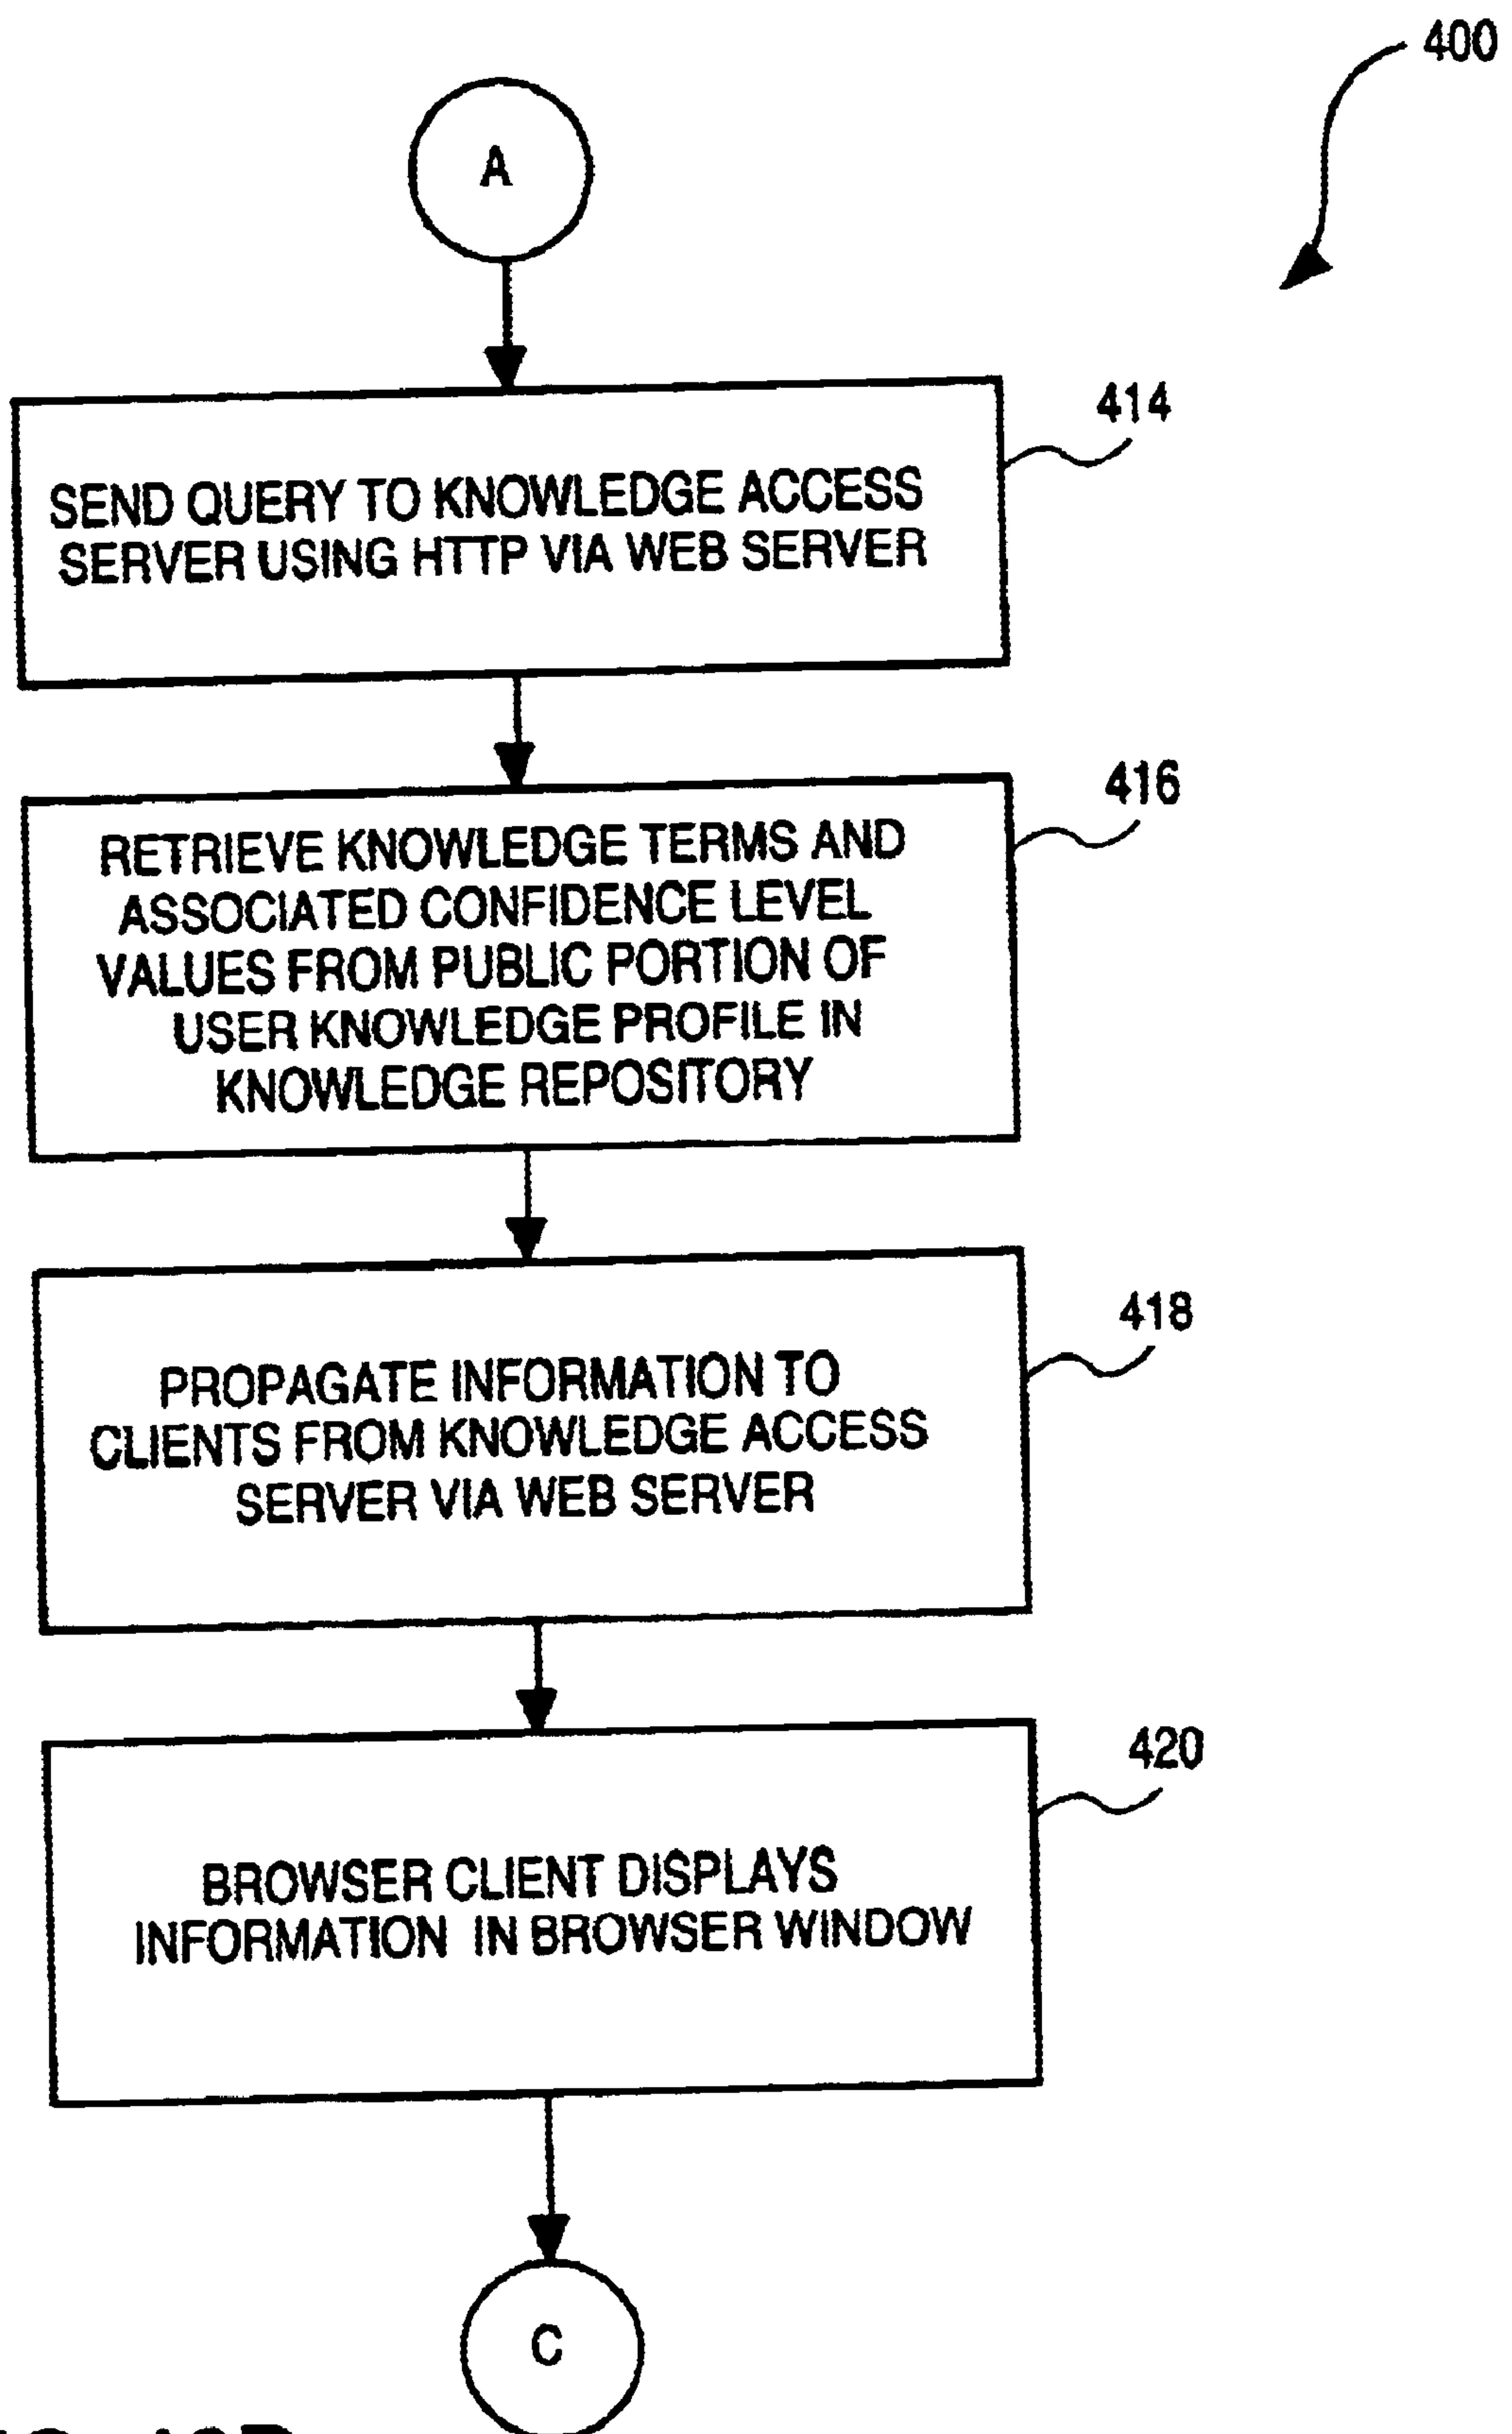 400
A
414
SEND QUERY TO KNOWLEDGE ACCESS
SERVER USING HTTP VIA WEB SERVER
416
RETRIEVE KNOWLEDGE TERMS AND
ASSOCIATED CONFIDENCE LEVEL
VALUES FROM PUBLIC PORTION OF
USER KNOWLEDGE PROFILE IN
KNOWLEDGE REPOSITORY
418
PROPAGATE INFORMATION TO
CLIENTS FROM KNOWLEDGE ACCESS
SERVER VIA WEB SERVER
420
BROWSER CLIENT DISPLAYS
INFORMATION IN BROWSER WINDOW
C